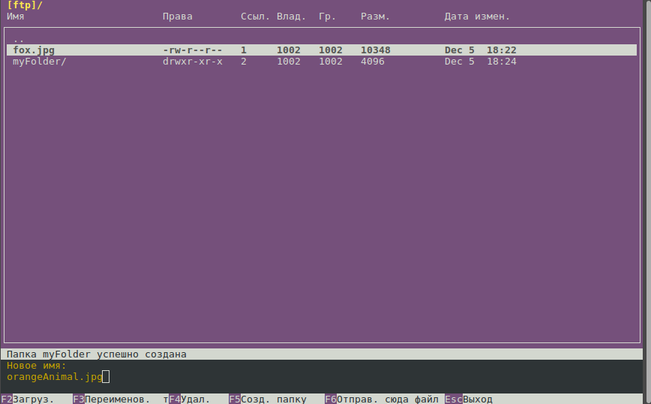 [ftp]/
Имя Права Ссыл. Влад. Гр. Разм. Дата измен.
..
fox.jpg -rw-r--r-- 1 1002 1002 10348 Dec 5 18:22
myFolder/ drwxr-xr-x 2 1002 1002 4096 Dec 5 18:24
Папка myFolder успешно создана
Новое имя:
orangeAnimal.jpg
F2Загруз. F3Переименов. тF4Удал. F5Созд. папку F6Отправ. сюда файл EscВыход